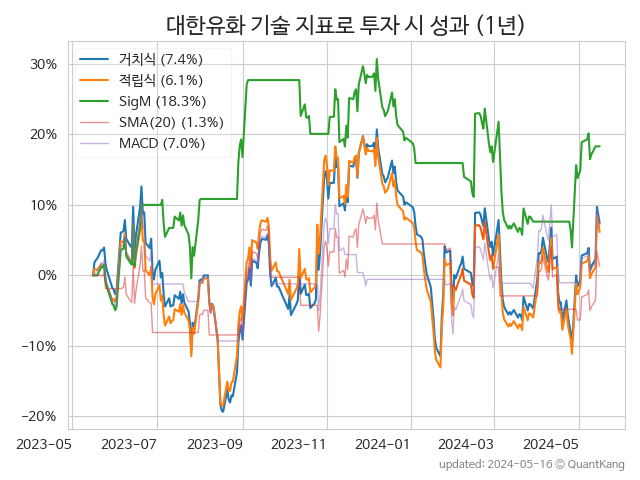 대한유화 기술 지표로 투자 시 성과 (1년)
거치식 (7.4%)
적립식 (6.1%)
SigM (18.3%)
SMA(20) (1.3%)
MACD (7.0%)
30%
20%
10%
0%
−10%
−20%
2023-05 2023-07 2023-09 2023-11 2024-01 2024-03 2024-05
updated: 2024-05-16 © QuantKang